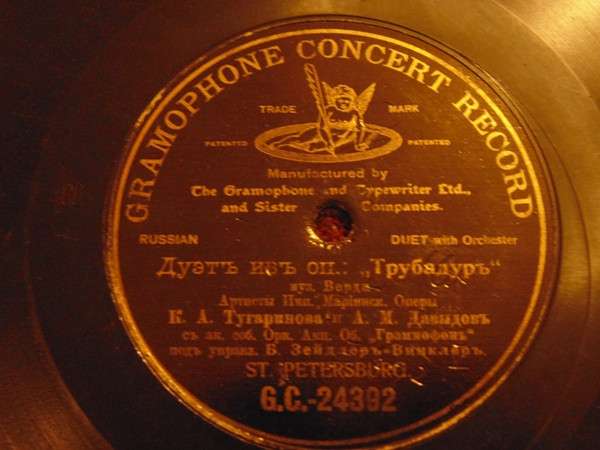 GRAMOPHONE CONCERT RECORD
TRADE MARK
PATENTED PATENTED
Manufactured by
The Gramophone and Typewriter Ltd.,
and Sister Companies.
RUSSIAN DUET with Orchester
Дуэтъ изъ оп.: „Трубадуръ“
муз. Верди
Артисты Имп. Маріинск. Оперы
К. А. Тугаринова и А. М. Давыдовъ
съ ак. соб. Орк. Акц. Об. „Граммофонъ“
подъ управл. Б. Зейдлеръ-Винклеръ.
ST. PETERSBURG.
G.C.-24392